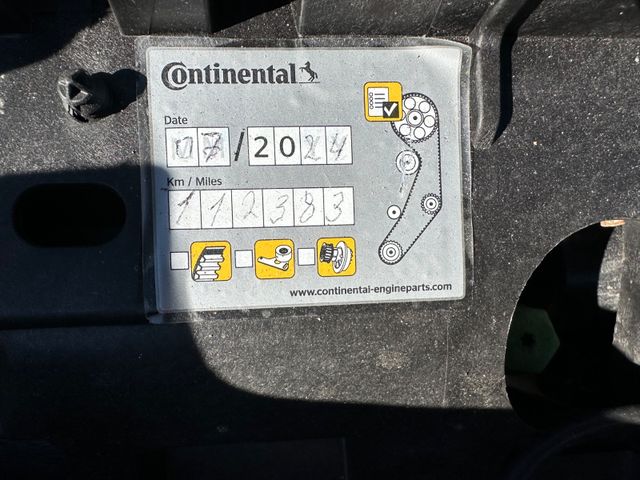 Continental
Date
07/2024
Km / Miles
112383
www.continental-engineparts.com